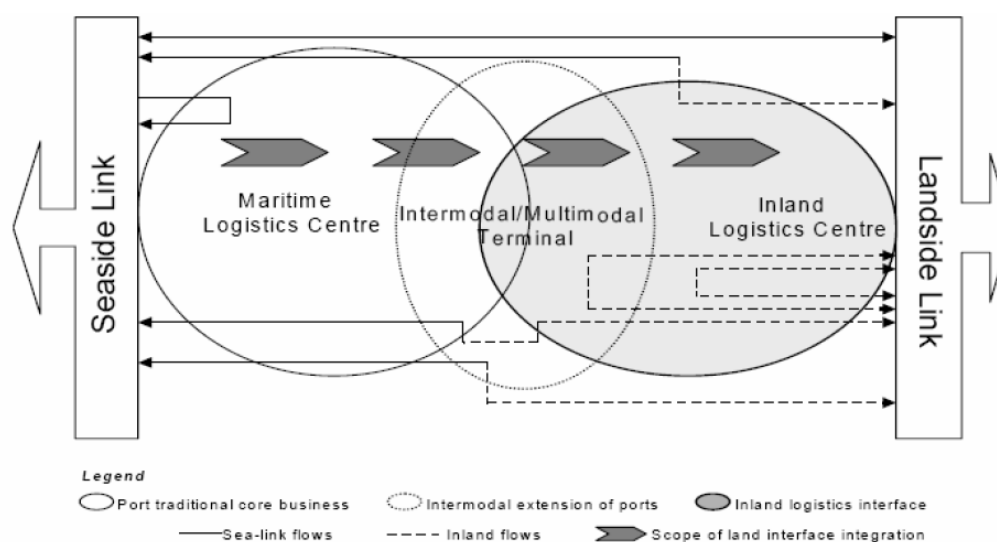 Seaside Link
Maritime
Logistics Centre
Intermodal/Multimodal
Terminal
Inland
Logistics Centre
Landside Link
Legend
Port traditional core business
Intermodal extension of ports
Inland logistics interface
Sea-link flows
Inland flows
Scope of land interface integration